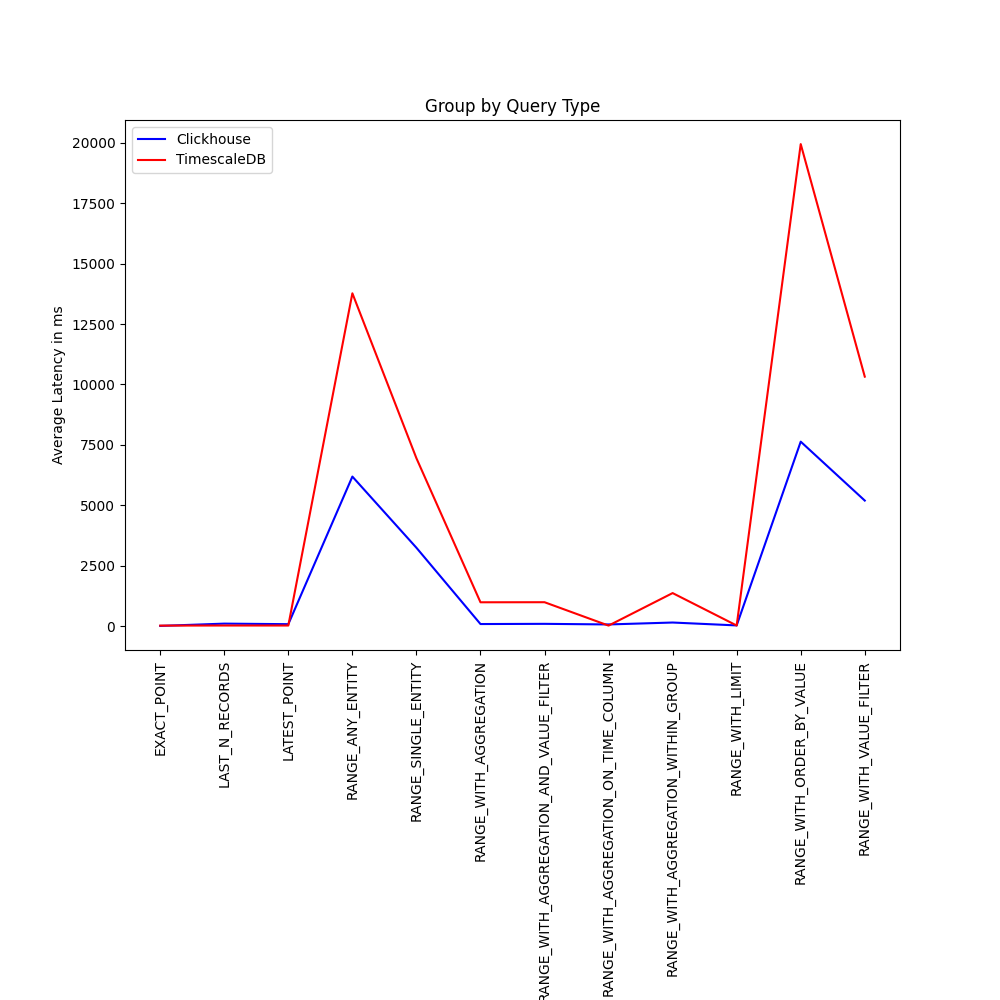 Group by Query Type
Clickhouse
TimescaleDB
Average Latency in ms
20000
17500
15000
12500
10000
7500
5000
2500
0
EXACT_POINT
LAST_N_RECORDS
LATEST_POINT
RANGE_ANY_ENTITY
RANGE_SINGLE_ENTITY
RANGE_WITH_AGGREGATION
RANGE_WITH_AGGREGATION_AND_VALUE_FILTER
RANGE_WITH_AGGREGATION_ON_TIME_COLUMN
RANGE_WITH_AGGREGATION_WITHIN_GROUP
RANGE_WITH_LIMIT
RANGE_WITH_ORDER_BY_VALUE
RANGE_WITH_VALUE_FILTER